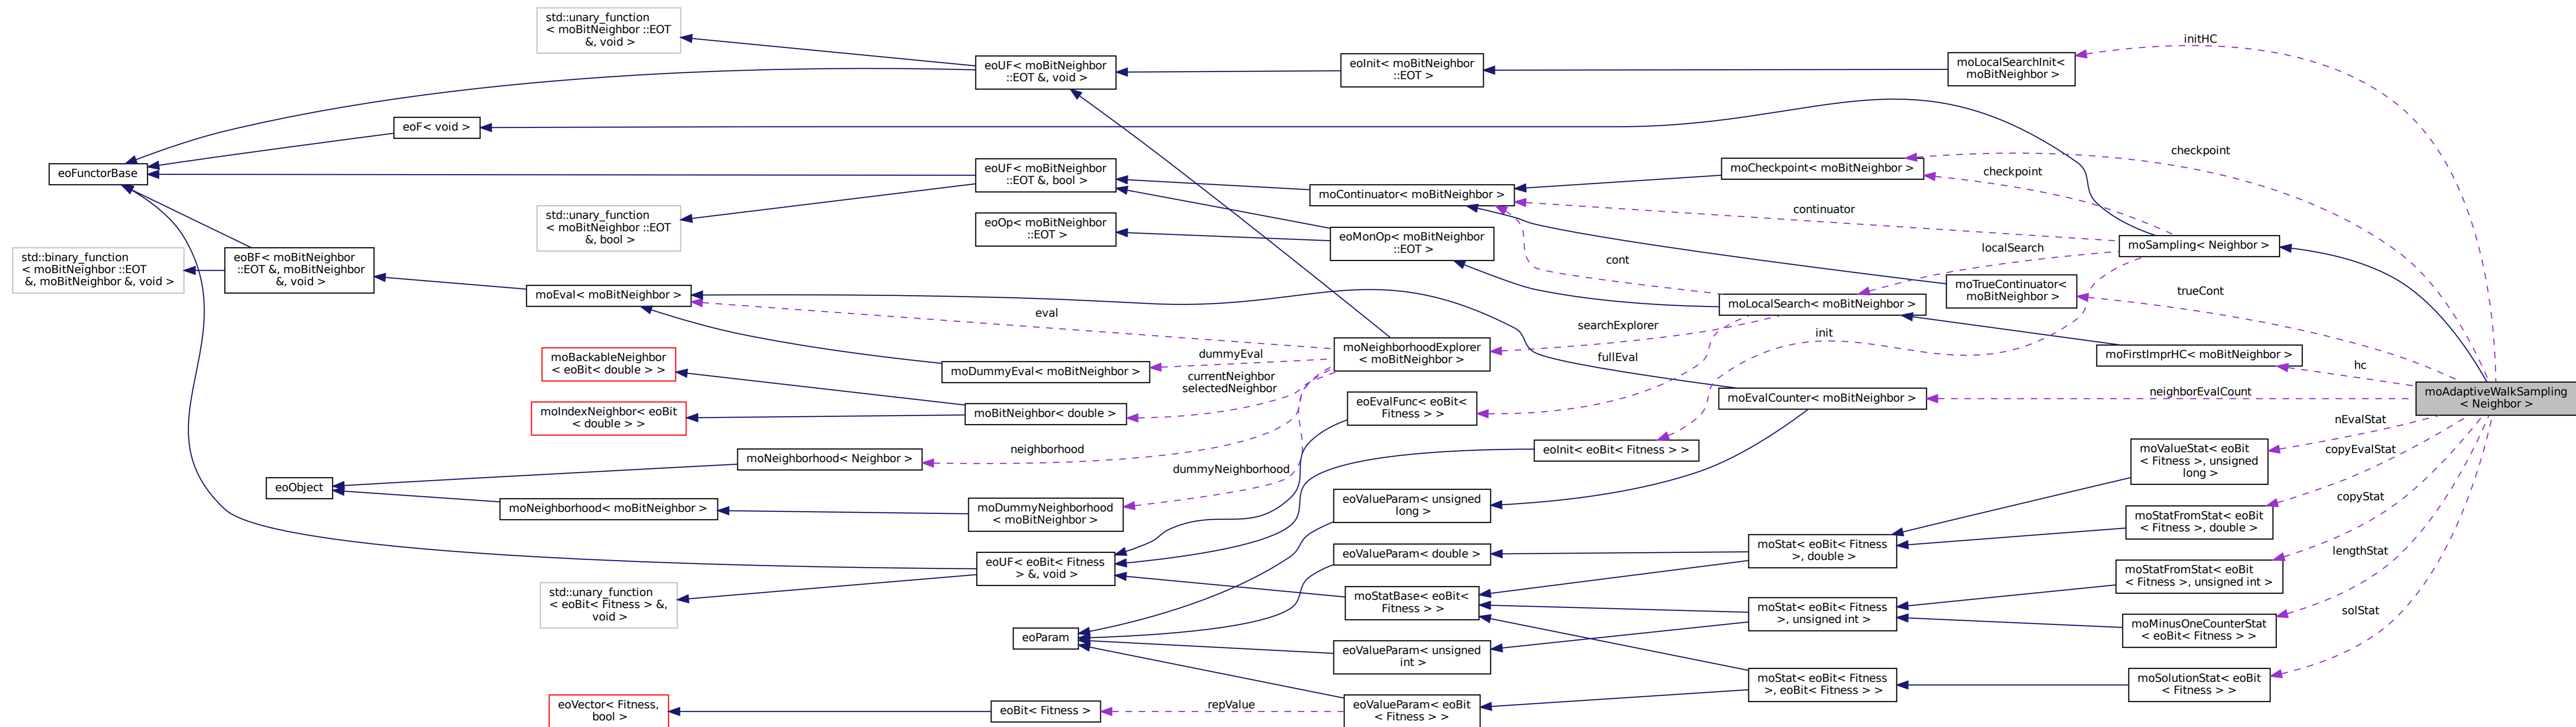 std::unary_function
< moBitNeighbor ::EOT
&, void >
eoUF< moBitNeighbor
::EOT &, void >
eoInit< moBitNeighbor
::EOT >
moLocalSearchInit<
moBitNeighbor >
initHC
eoF< void >
eoFunctorBase
eoUF< moBitNeighbor
::EOT &, bool >
moContinuator< moBitNeighbor >
moCheckpoint< moBitNeighbor >
checkpoint
checkpoint
continuator
std::unary_function
< moBitNeighbor ::EOT
&, bool >
eoOp< moBitNeighbor
::EOT >
eoMonOp< moBitNeighbor
::EOT >
moSampling< Neighbor >
localSearch
cont
std::binary_function
< moBitNeighbor ::EOT
&, moBitNeighbor &, void >
eoBF< moBitNeighbor
::EOT &, moBitNeighbor
&, void >
moEval< moBitNeighbor >
moTrueContinuator<
moBitNeighbor >
trueCont
moLocalSearch< moBitNeighbor >
eval
searchExplorer
init
moBackableNeighbor
< eoBit< double > >
moDummyEval< moBitNeighbor >
dummyEval
moNeighborhoodExplorer
< moBitNeighbor >
fullEval
moFirstImprHC< moBitNeighbor >
hc
currentNeighbor
selectedNeighbor
moIndexNeighbor< eoBit
< double > >
moBitNeighbor< double >
eoEvalFunc< eoBit<
Fitness > >
moEvalCounter< moBitNeighbor >
neighborEvalCount
moAdaptiveWalkSampling
< Neighbor >
nEvalStat
copyEvalStat
copyStat
lengthStat
solStat
moNeighborhood< Neighbor >
neighborhood
dummyNeighborhood
eoInit< eoBit< Fitness > >
moValueStat< eoBit
< Fitness >, unsigned
long >
eoObject
moNeighborhood< moBitNeighbor >
moDummyNeighborhood
< moBitNeighbor >
eoValueParam< unsigned
long >
moStatFromStat< eoBit
< Fitness >, double >
eoUF< eoBit< Fitness
> &, void >
eoValueParam< double >
moStat< eoBit< Fitness
>, double >
moStatFromStat< eoBit
< Fitness >, unsigned int >
std::unary_function
< eoBit< Fitness > &,
void >
moStatBase< eoBit<
Fitness > >
moStat< eoBit< Fitness
>, unsigned int >
moMinusOneCounterStat
< eoBit< Fitness > >
eoParam
eoValueParam< unsigned
int >
moStat< eoBit< Fitness
>, eoBit< Fitness > >
moSolutionStat< eoBit
< Fitness > >
eoVector< Fitness,
bool >
eoBit< Fitness >
repValue
eoValueParam< eoBit
< Fitness > >